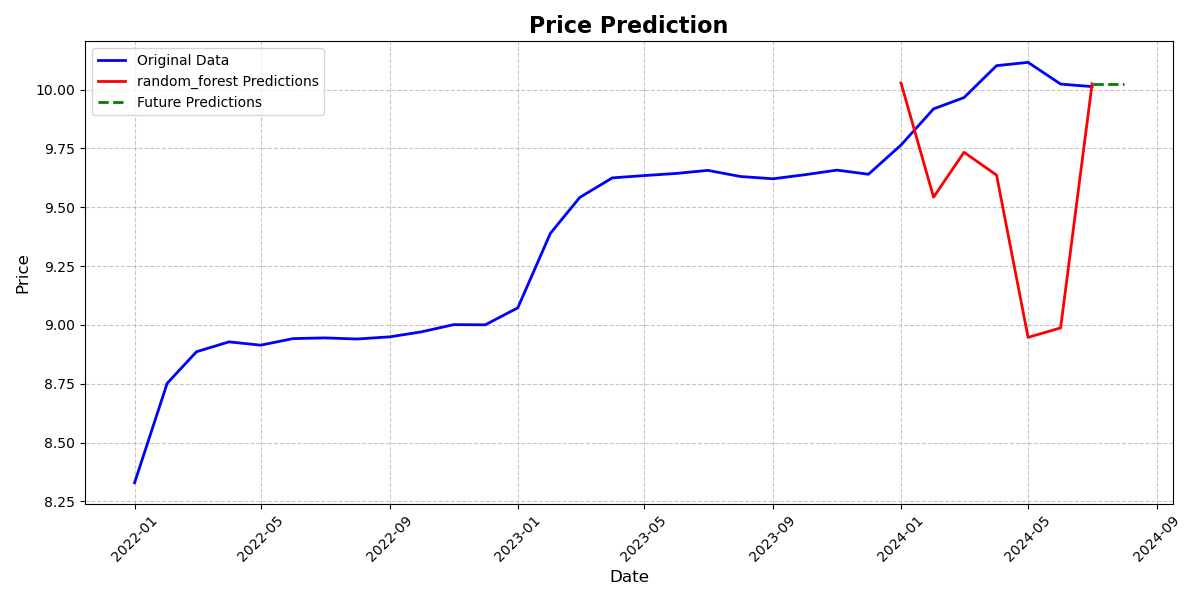 Price Prediction
Original Data
random_forest Predictions
Future Predictions
Price
10.00
9.75
9.50
9.25
9.00
8.75
8.50
8.25
2022-01
2022-05
2022-09
2023-01
2023-05
2023-09
2024-01
2024-05
2024-09
Date